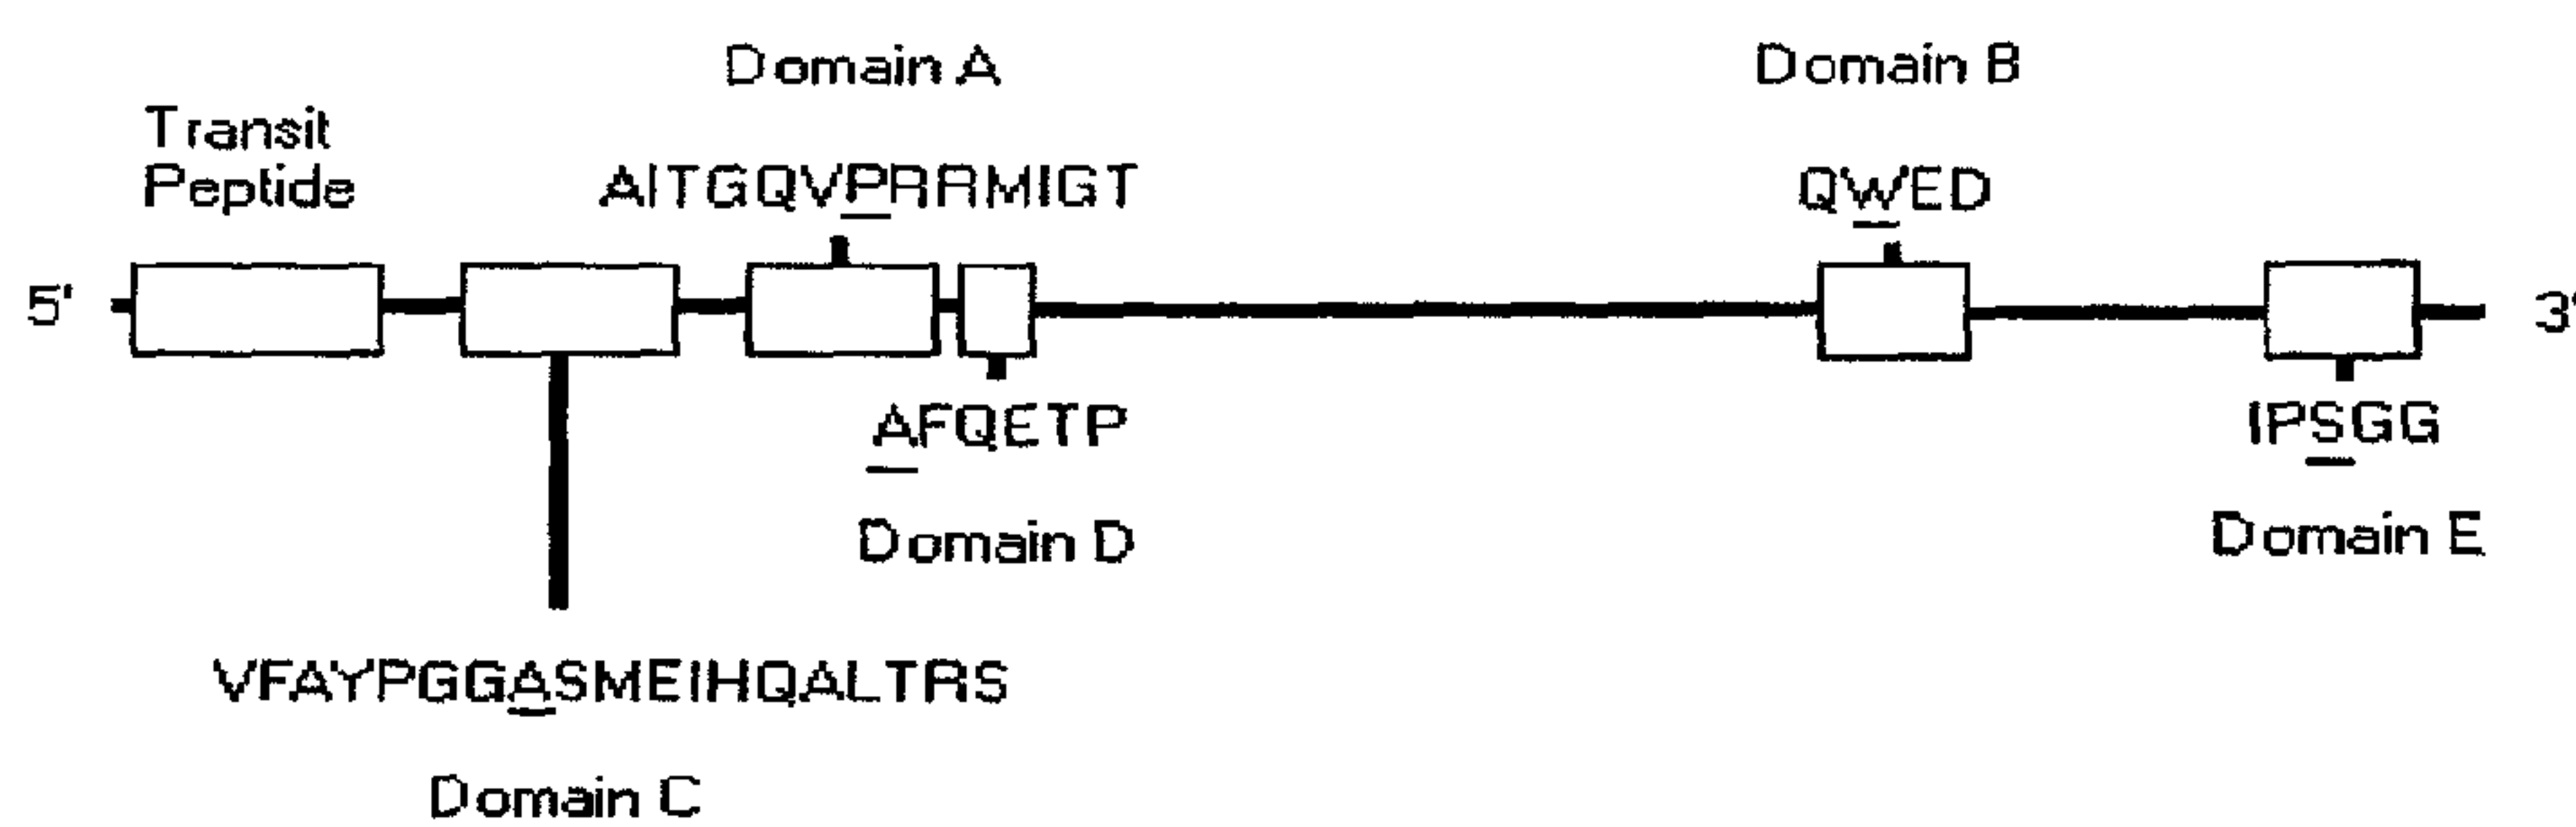 Domain A
Domain B
Transit
Peptide
AITGQVPRRMIGT
QWED
5'
3'
AFQETP
IPSGG
Domain D
Domain E
VFAYPGGASMEIHQALTRS
Domain C